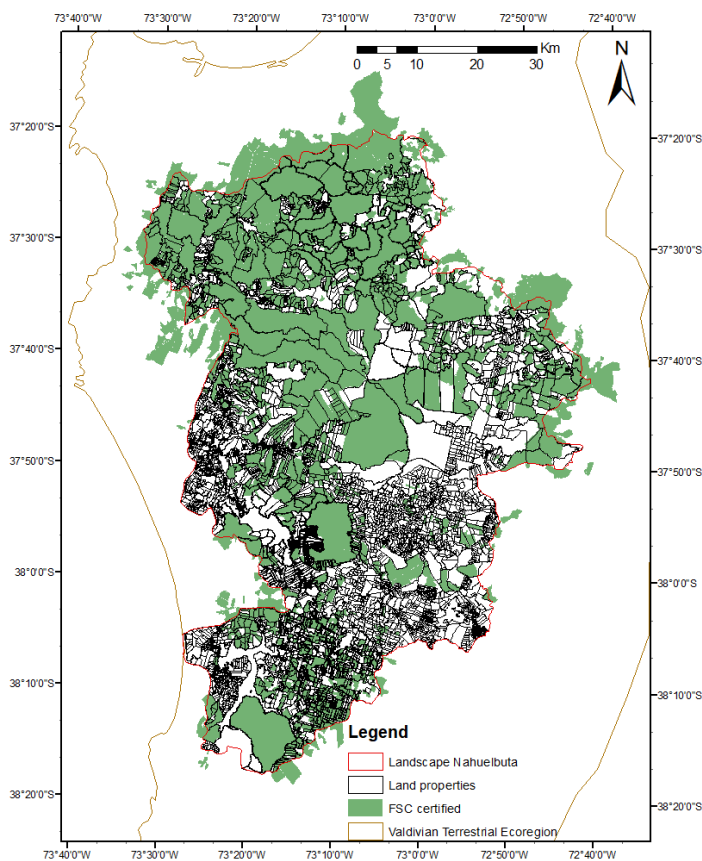 73°30'0"W 73°20'0"W 73°10'0"W 73°0'0"W 72°50'0"W 72°40'0"W
Km
0 5 10 20 30
N
37°20'0"S 37°20'0"S
37°30'0"S 37°30'0"S
37°40'0"S 37°40'0"S
37°50'0"S 37°50'0"S
38°0'0"S 38°0'0"S
38°10'0"S 38°10'0"S
38°20'0"S 38°20'0"S
Legend
Landscape Nahuelbuta
Land properties
FSC certified
Valdivian Terrestrial Ecoregion
73°40'0"W 73°30'0"W 73°20'0"W 73°10'0"W 73°0'0"W 72°50'0"W 72°40'0"W